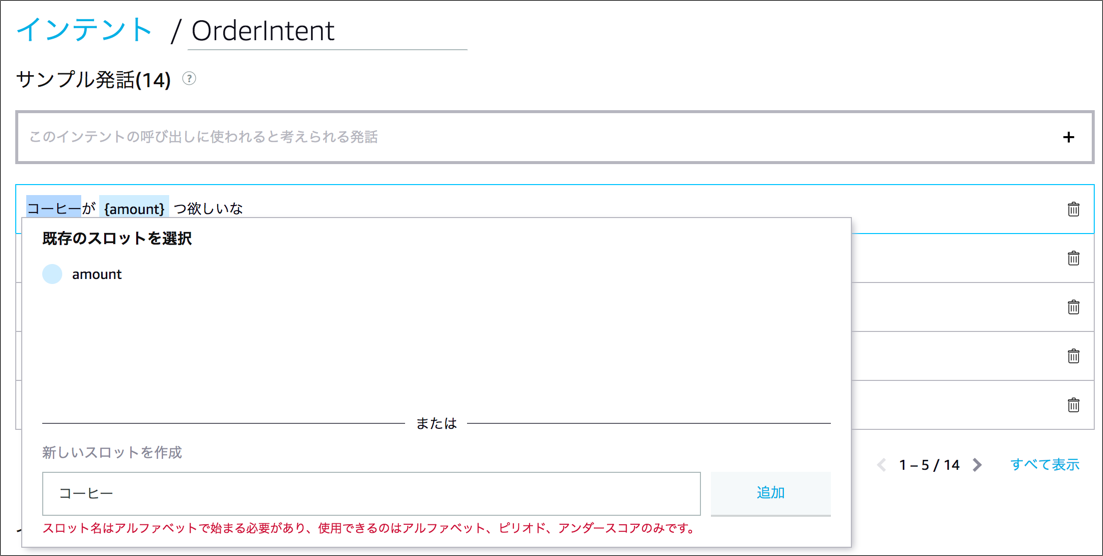 インテント / OrderIntent
サンプル発話(14) ?
このインテントの呼び出しに使われると考えられる発話 +
コーヒーが {amount} つ欲しいな
既存のスロットを選択
amount
または
新しいスロットを作成
コーヒー 追加
スロット名はアルファベットで始まる必要があり、使用できるのはアルファベット、ピリオド、アンダースコアのみです。
1 – 5 / 14 すべて表示